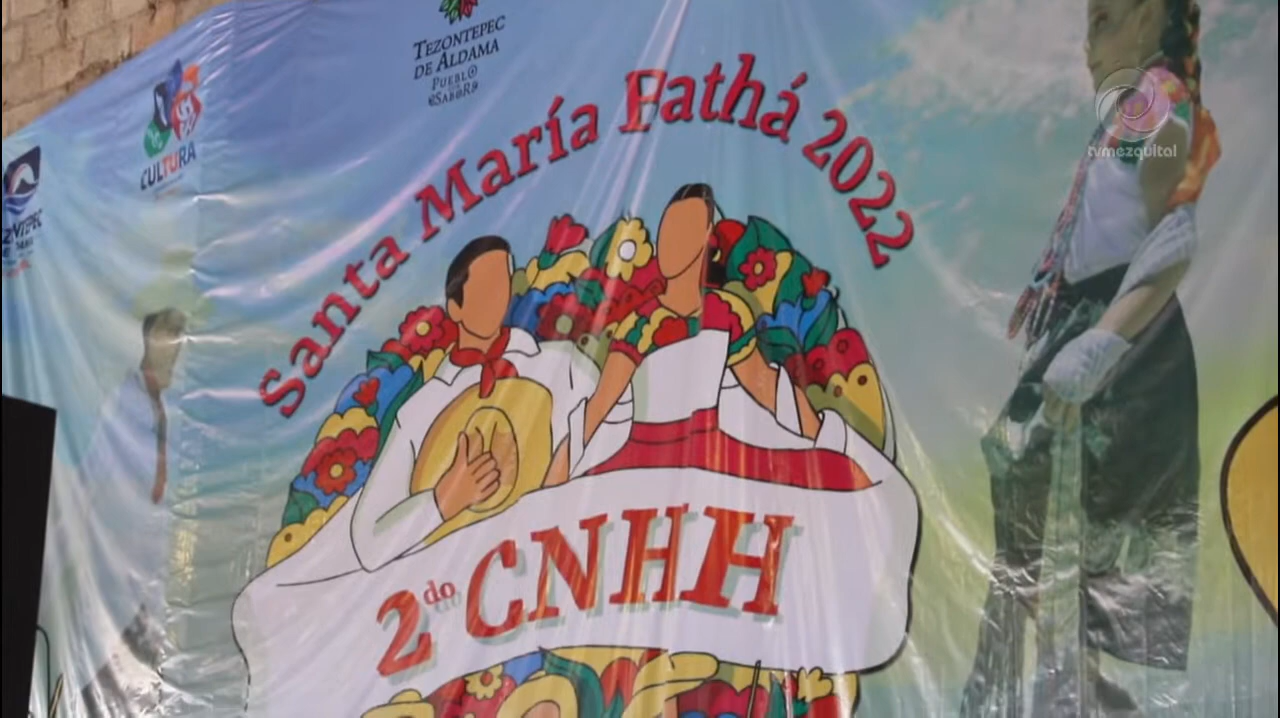 TEZONTEPEC
DE ALDAMA
PUEBLO
CON
SABOR
CULTURA
tvmezquital
Santa María Bathá 2022
2do CNHH